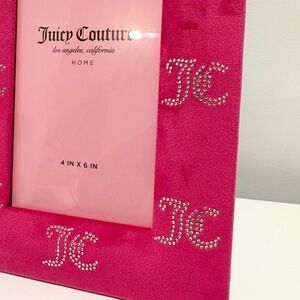 Juicy Couture
los angeles, california
HOME
JC
4 IN X 6 IN
JC
JC